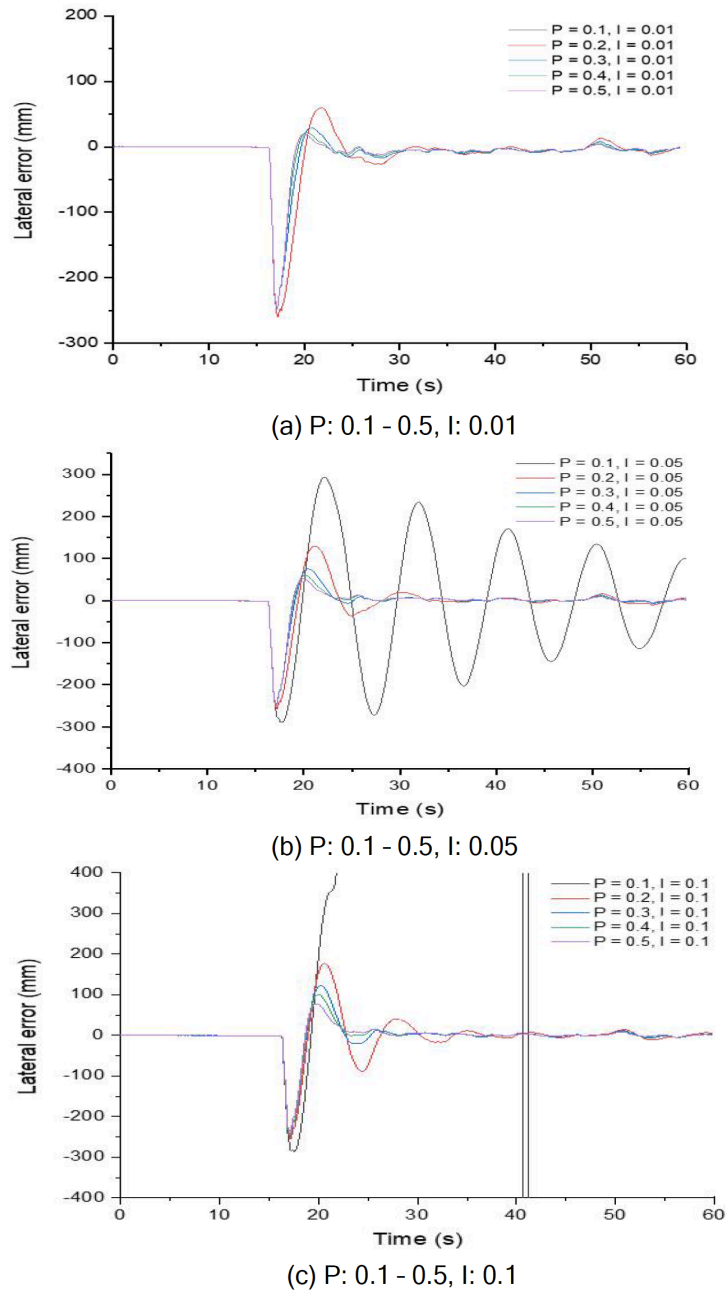 200
100
0
-100
-200
-300
Lateral error (mm)
P = 0.1, I = 0.01
P = 0.2, I = 0.01
P = 0.3, I = 0.01
P = 0.4, I = 0.01
P = 0.5, I = 0.01
0 10 20 30 40 50 60
Time (s)
(a) P: 0.1 - 0.5, I: 0.01
300
200
100
0
-100
-200
-300
-400
Lateral error (mm)
P = 0.1, I = 0.05
P = 0.2, I = 0.05
P = 0.3, I = 0.05
P = 0.4, I = 0.05
P = 0.5, I = 0.05
0 10 20 30 40 50 60
Time (s)
(b) P: 0.1 - 0.5, I: 0.05
400
300
200
100
0
-100
-200
-300
-400
Lateral error (mm)
P = 0.1, I = 0.1
P = 0.2, I = 0.1
P = 0.3, I = 0.1
P = 0.4, I = 0.1
P = 0.5, I = 0.1
0 10 20 30 40 50 60
Time (s)
(c) P: 0.1 - 0.5, I: 0.1